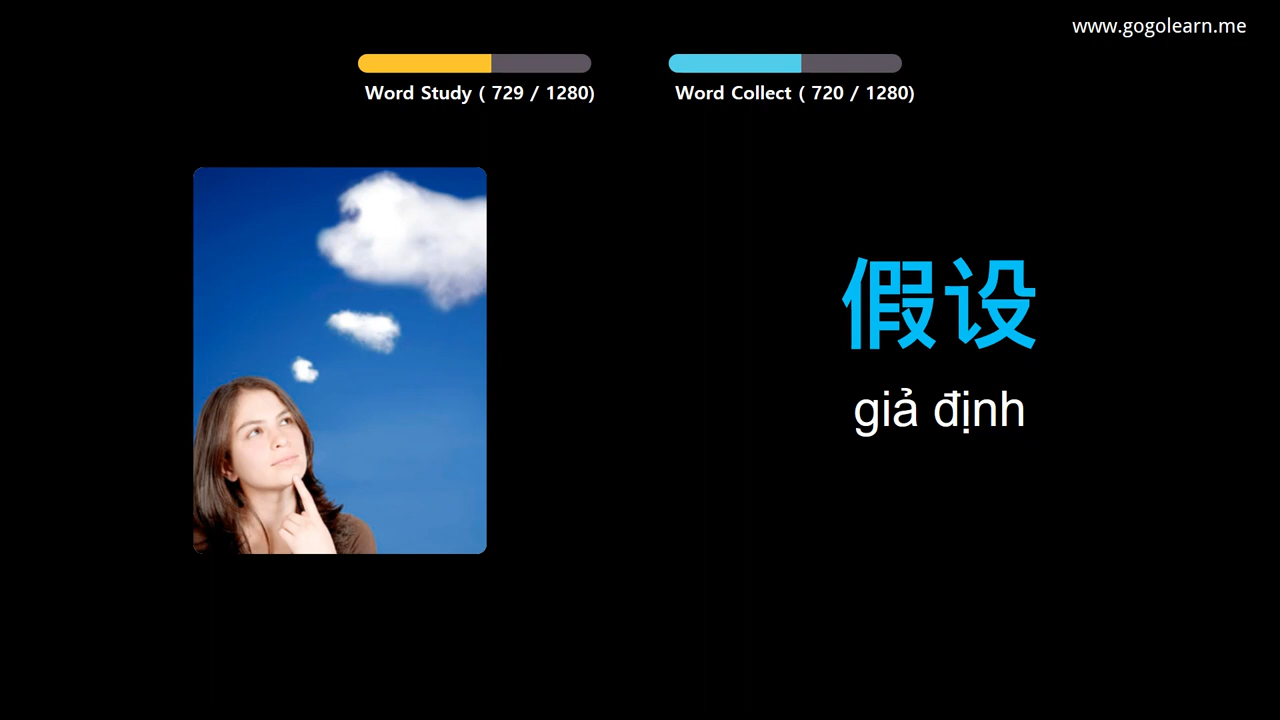 www.gogolearn.me
Word Study ( 729 / 1280)
Word Collect ( 720 / 1280)
假设
giả định